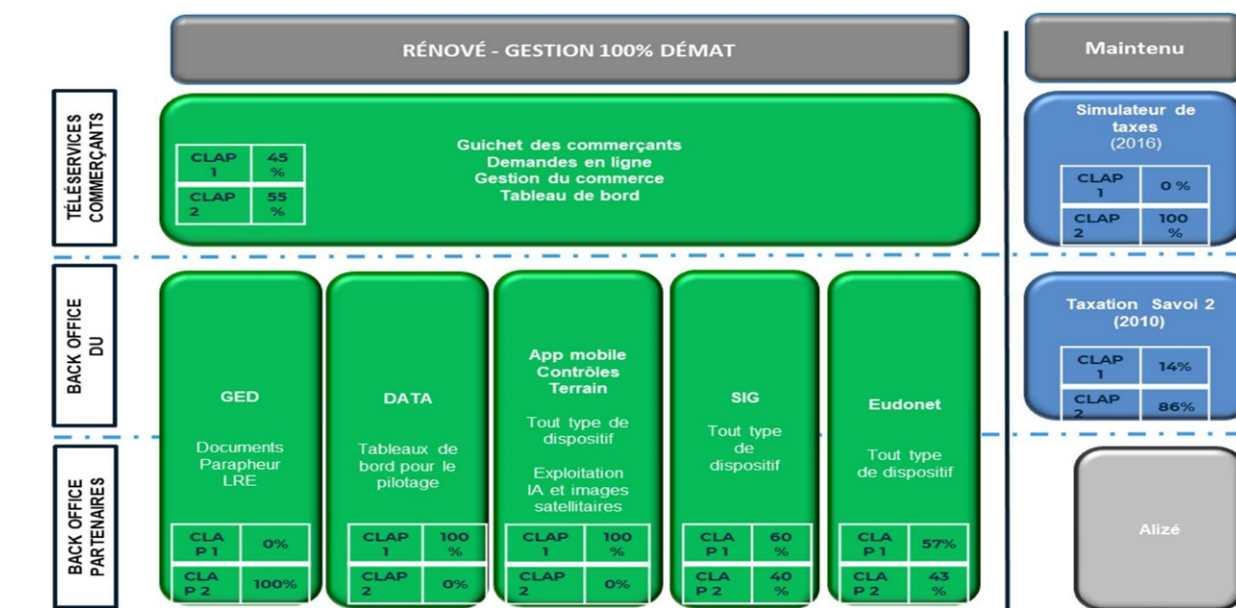 RÉNOVÉ - GESTION 100% DÉMAT
Maintenu
TÉLÉSERVICES
COMMERÇANTS
Guichet des commerçants
Demandes en ligne
Gestion du commerce
Tableau de bord
CLAP
1
45
%
CLAP
2
55
%
Simulateur de
taxes
(2016)
CLAP
1
0 %
CLAP
2
100
%
BACK OFFICE
DU
BACK OFFICE
PARTENAIRES
GED
Documents
Parapheur
LRE
CLA
P 1
0%
CLA
P 2
100%
DATA
Tableaux de
bord pour le
pilotage
CLAP
1
100
%
CLAP
2
0%
App mobile
Contrôles
Terrain
Tout type de
dispositif
Exploitation
IA et images
satellitaires
CLAP
1
100
%
CLAP
2
0%
SIG
Tout type
de
dispositif
CLA
P 1
60
%
CLA
P 2
40
%
Eudonet
Tout type
de dispositif
CLA
P 1
57%
CLA
P 2
43
%
Taxation Savoi 2
(2010)
CLAP
1
14%
CLAP
2
86%
Alizé